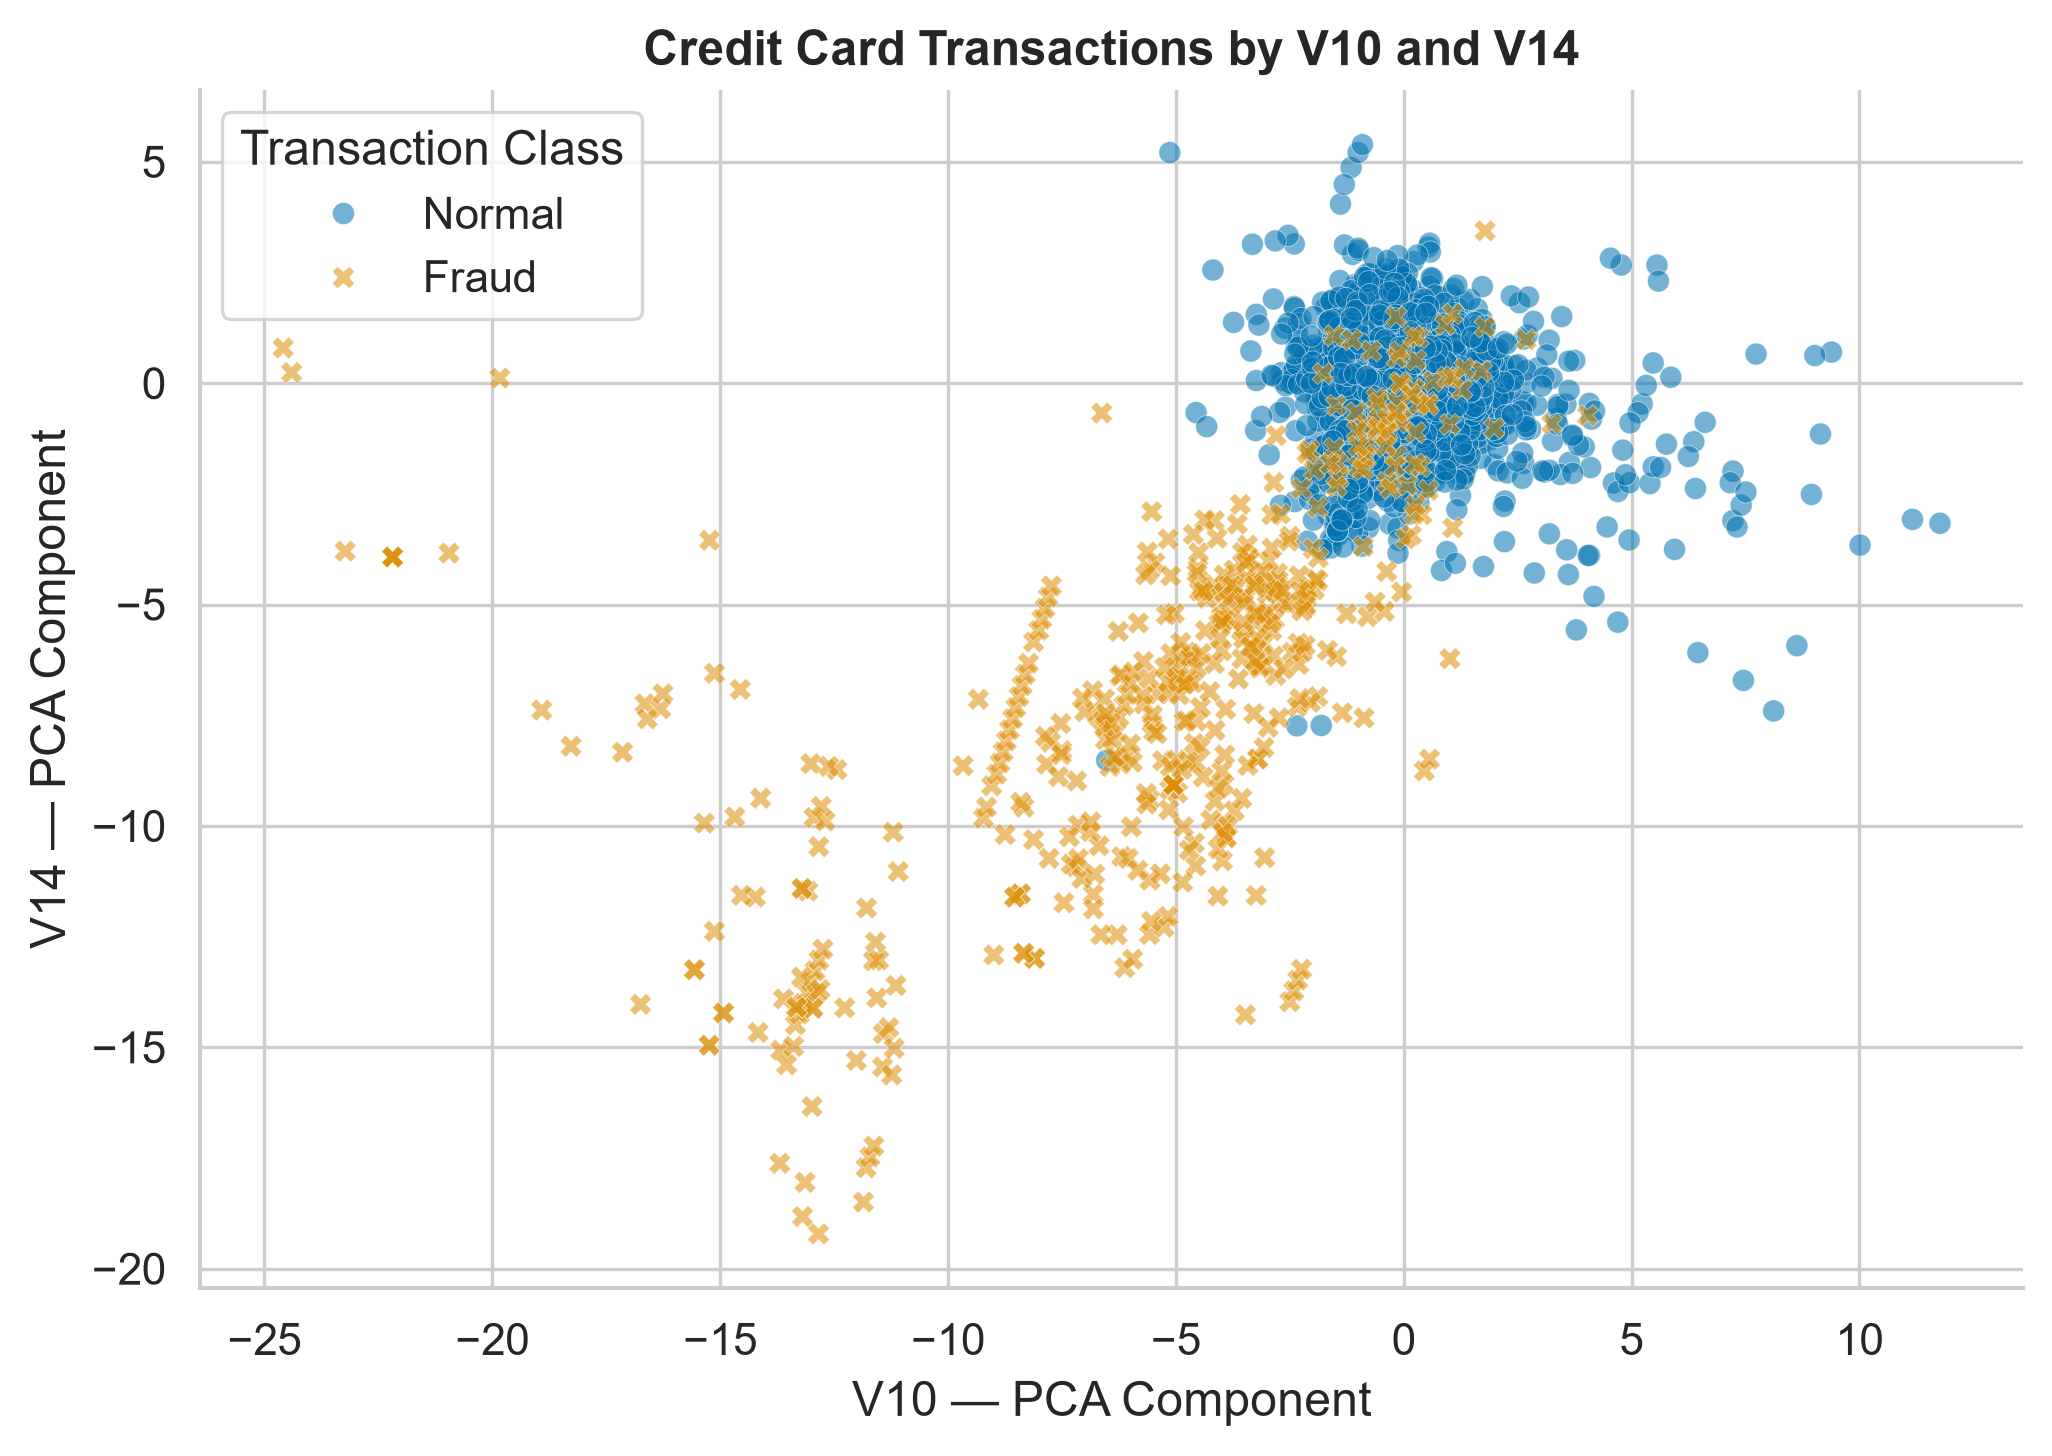 Credit Card Transactions by V10 and V14
Transaction Class
Normal
Fraud
5
0
−5
−10
−15
−20
V14 — PCA Component
−25
−20
−15
−10
−5
0
5
10
V10 — PCA Component